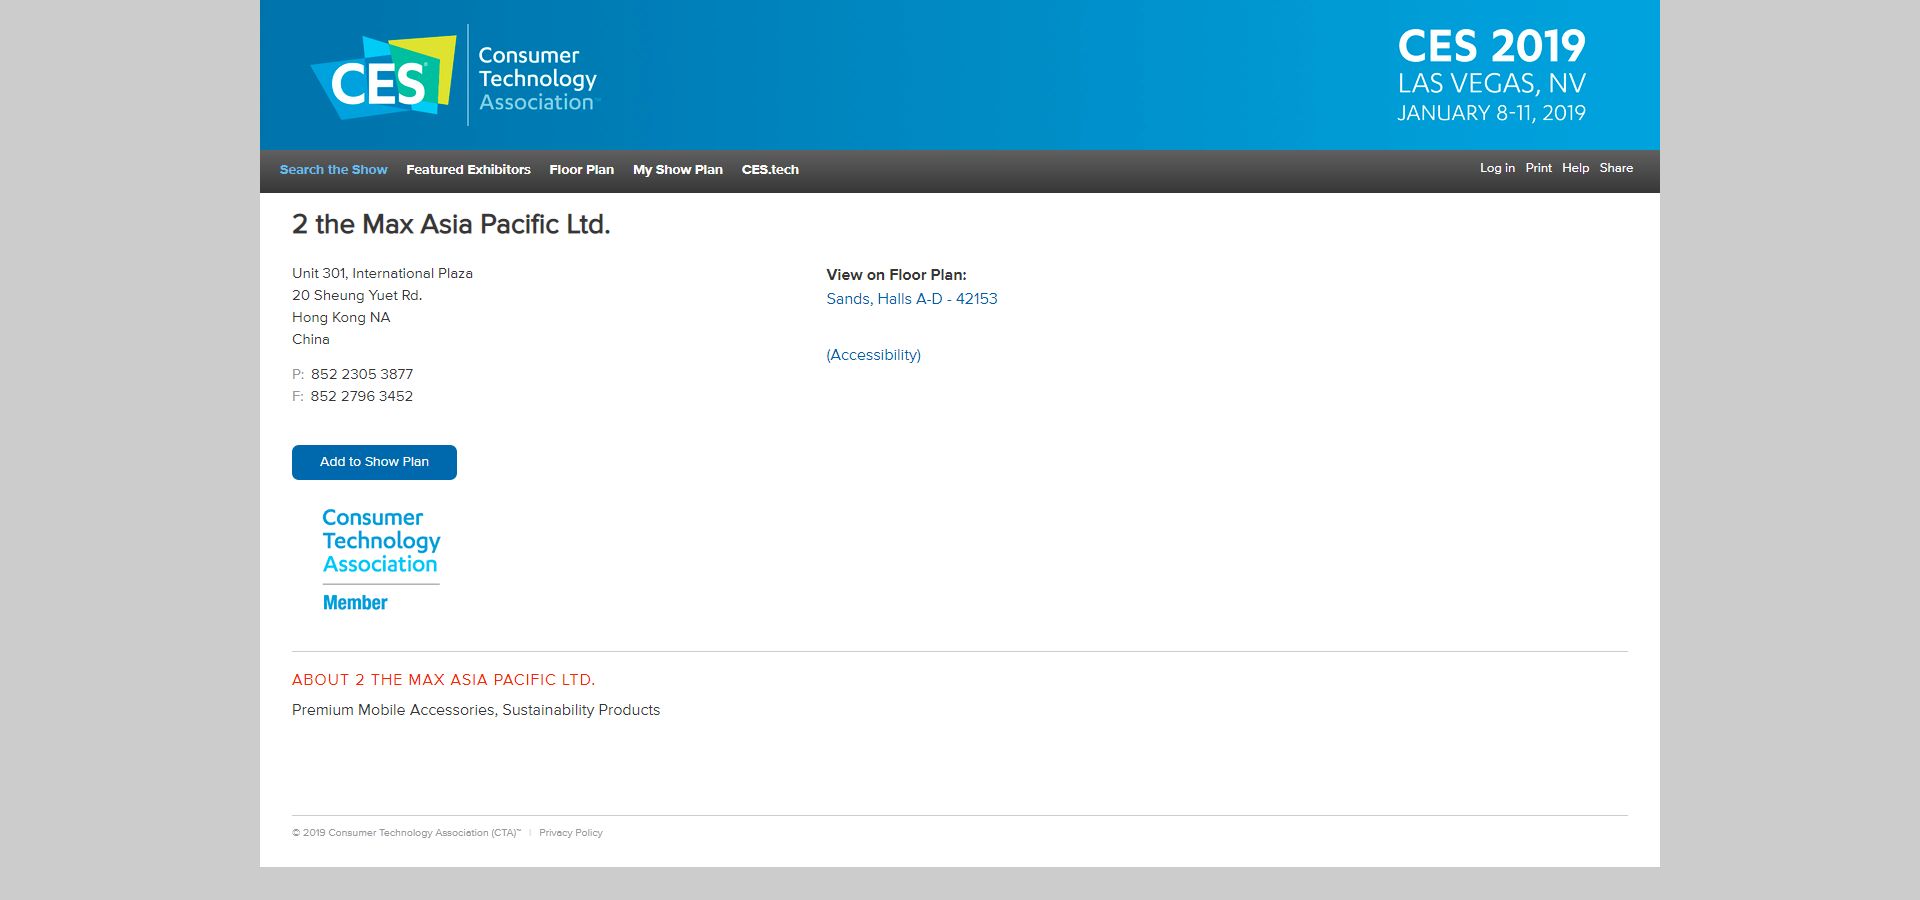 CES®
Consumer
Technology
Association™
CES 2019
LAS VEGAS, NV
JANUARY 8-11, 2019
Search the Show Featured Exhibitors Floor Plan My Show Plan CES.tech
Log in Print Help Share
2 the Max Asia Pacific Ltd.
Unit 301, International Plaza
20 Sheung Yuet Rd.
Hong Kong NA
China
P: 852 2305 3877
F: 852 2796 3452
View on Floor Plan:
Sands, Halls A-D - 42153
(Accessibility)
Add to Show Plan
Consumer
Technology
Association
Member
ABOUT 2 THE MAX ASIA PACIFIC LTD.
Premium Mobile Accessories, Sustainability Products
© 2019 Consumer Technology Association (CTA)™ | Privacy Policy